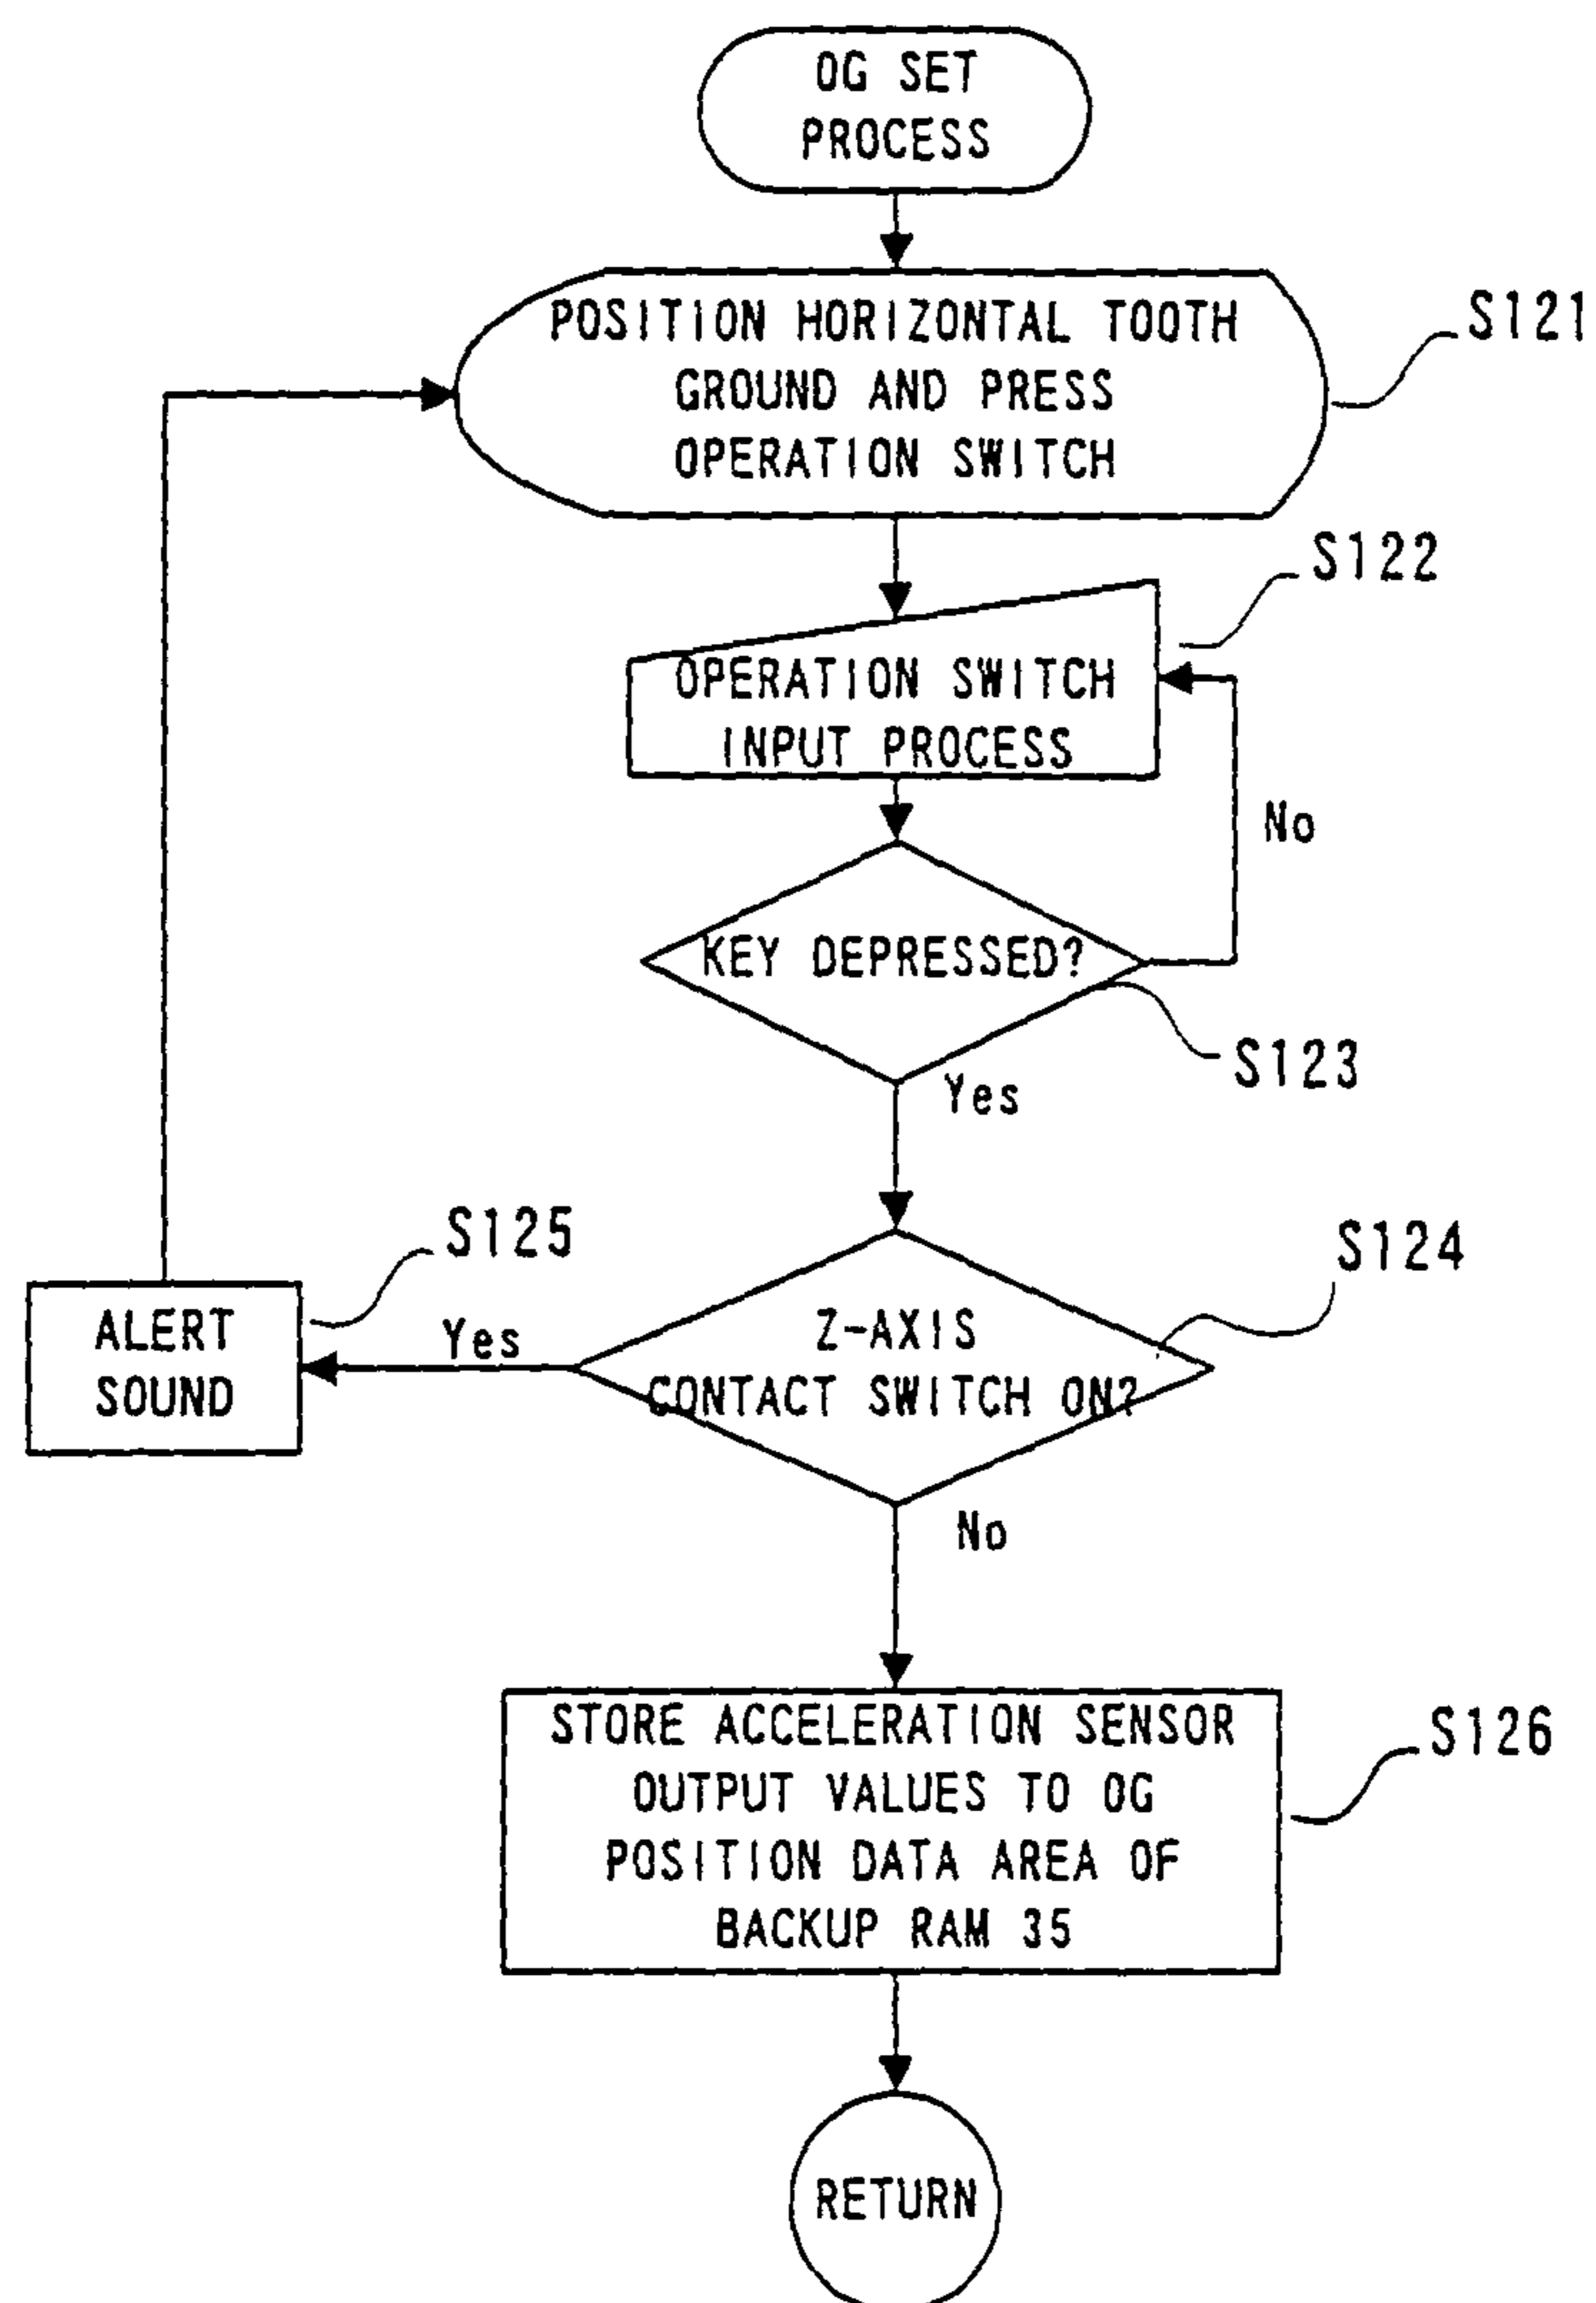 0G SET
PROCESS
POSITION HORIZONTAL TOOTH
GROUND AND PRESS
OPERATION SWITCH
S121
S122
OPERATION SWITCH
INPUT PROCESS
No
KEY DEPRESSED?
S123
Yes
S125
S124
ALERT
SOUND
Yes
Z-AXIS
CONTACT SWITCH ON?
No
STORE ACCELERATION SENSOR
OUTPUT VALUES TO 0G
POSITION DATA AREA OF
BACKUP RAM 35
S126
RETURN